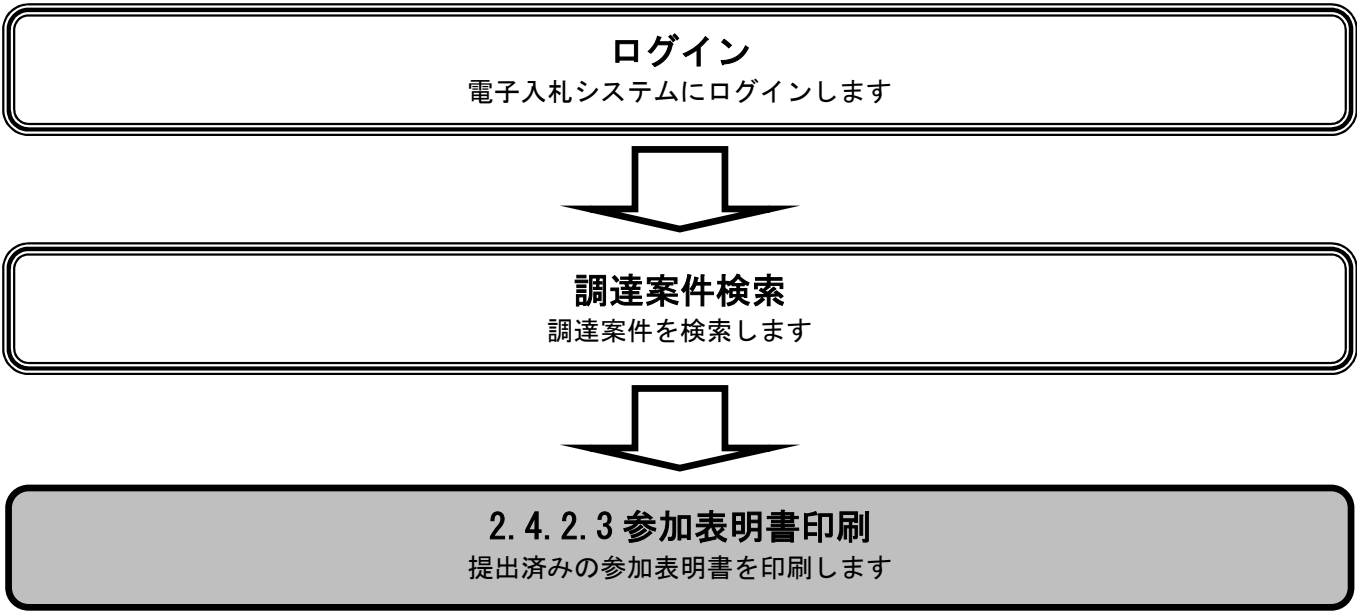 ログイン
電子入札システムにログインします
調達案件検索
調達案件を検索します
2.4.2.3 参加表明書印刷
提出済みの参加表明書を印刷します